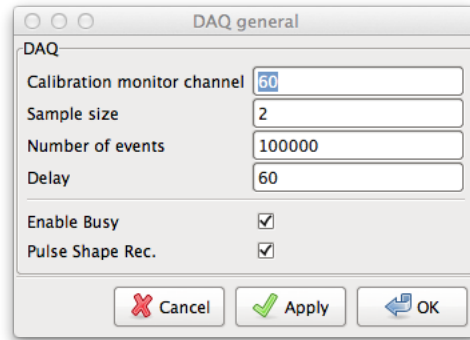 DAQ general
DAQ
Calibration monitor channel 60
Sample size 2
Number of events 100000
Delay 60
Enable Busy
Pulse Shape Rec.
Cancel Apply OK